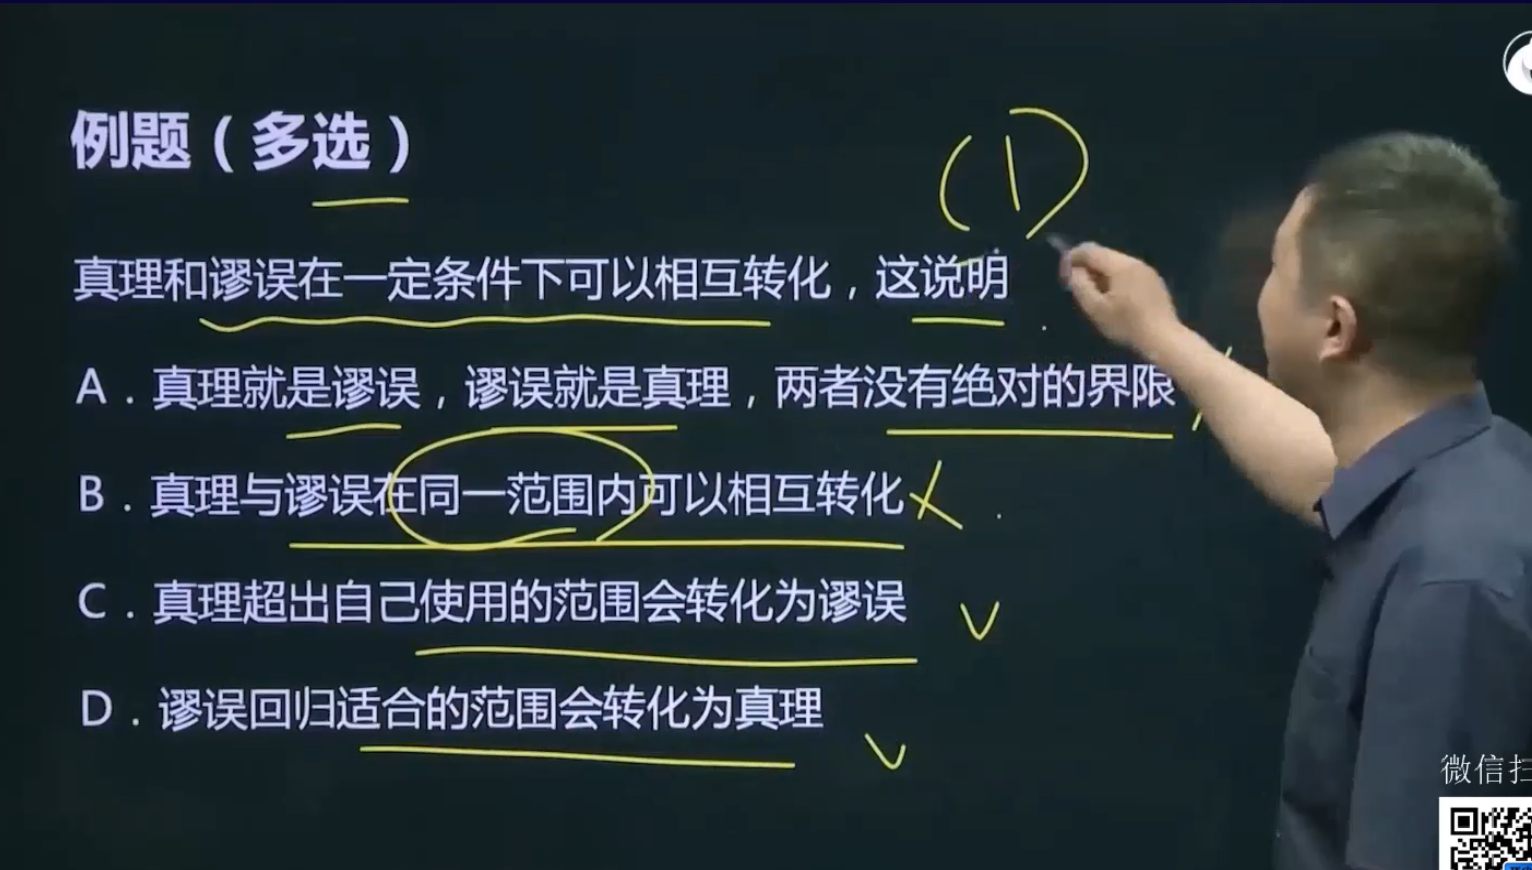 例题（多选）
(1)
真理和谬误在一定条件下可以相互转化，这说明
A．真理就是谬误，谬误就是真理，两者没有绝对的界限
B．真理与谬误在同一范围内可以相互转化
C．真理超出自己使用的范围会转化为谬误
D．谬误回归适合的范围会转化为真理
微信扫